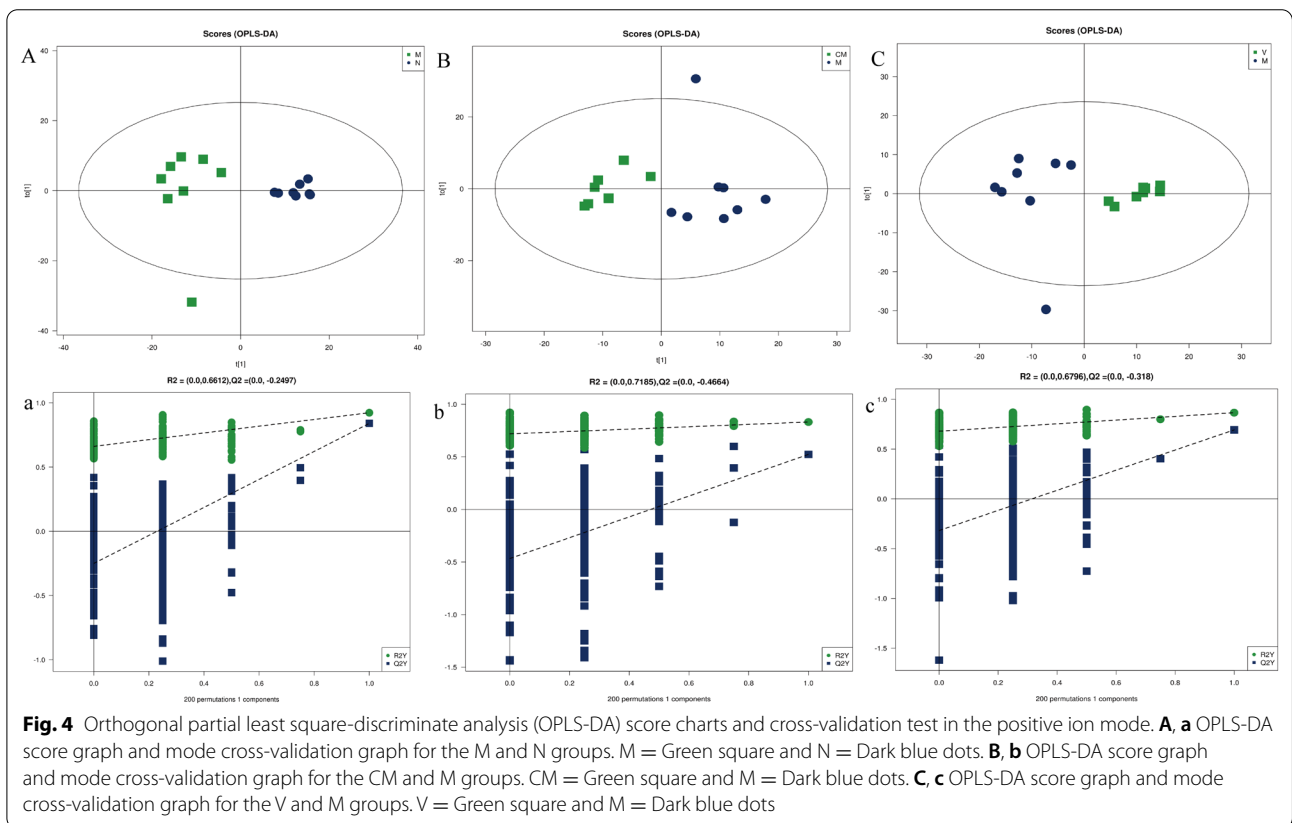 Scores (OPLS-DA)
A
M
N
to[1]
40
20
0
-20
-40
-40
-20
0
20
40
t[1]
Scores (OPLS-DA)
B
CM
M
to[1]
20
0
-20
-30
-20
-10
0
10
20
30
t[1]
Scores (OPLS-DA)
C
V
M
to[1]
30
20
10
0
-10
-20
-30
-30
-20
-10
0
10
20
30
t[1]
R2 = (0.0,0.6612),Q2 =(0.0, -0.2497)
a
1.0
0.5
0.0
-0.5
-1.0
0.0
0.2
0.4
0.6
0.8
1.0
R2Y
Q2Y
200 permutations 1 components
R2 = (0.0,0.7185),Q2 =(0.0, -0.4664)
b
1.0
0.5
0.0
-0.5
-1.0
-1.5
0.0
0.2
0.4
0.6
0.8
1.0
R2Y
Q2Y
200 permutations 1 components
R2 = (0.0,0.6796),Q2 =(0.0, -0.318)
c
1.0
0.5
0.0
-0.5
-1.0
-1.5
0.0
0.2
0.4
0.6
0.8
1.0
R2Y
Q2Y
200 permutations 1 components
Fig. 4 Orthogonal partial least square-discriminate analysis (OPLS-DA) score charts and cross-validation test in the positive ion mode. A, a OPLS-DA
score graph and mode cross-validation graph for the M and N groups. M = Green square and N = Dark blue dots. B, b OPLS-DA score graph
and mode cross-validation graph for the CM and M groups. CM = Green square and M = Dark blue dots. C, c OPLS-DA score graph and mode
cross-validation graph for the V and M groups. V = Green square and M = Dark blue dots